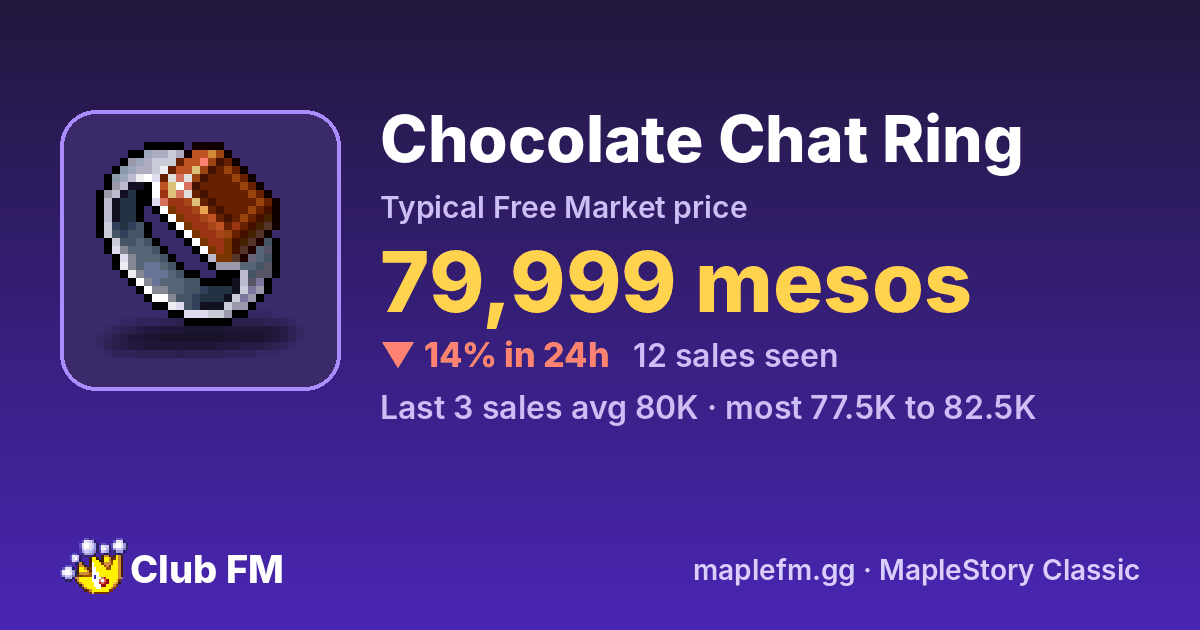 Chocolate Chat Ring
Typical Free Market price
79,999 mesos
▼ 14% in 24h 12 sales seen
Last 3 sales avg 80K · most 77.5K to 82.5K
Club FM
maplefm.gg · MapleStory Classic